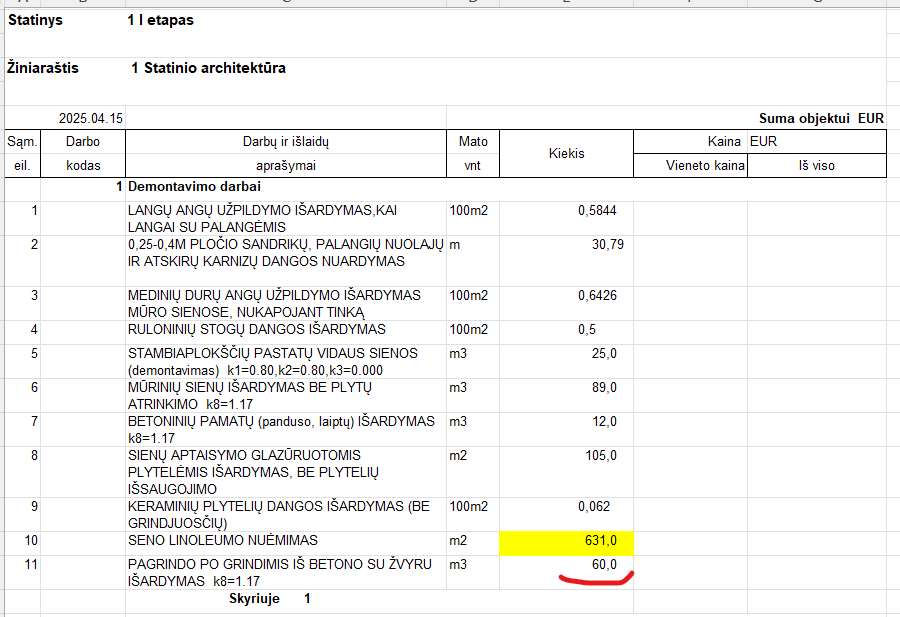 Statinys 1 I etapas
Žiniaraštis 1 Statinio architektūra
2025.04.15 Suma objektui EUR
Sąm. Darbo Darbų ir išlaidų Mato Kiekis Kaina EUR
eil. kodas aprašymai vnt Vieneto kaina Iš viso
1 Demontavimo darbai
1 LANGŲ ANGŲ UŽPILDYMO IŠARDYMAS,KAI 100m2 0,5844
LANGAI SU PALANGĖMIS
2 0,25-0,4M PLOČIO SANDRIKŲ, PALANGIŲ NUOLAJŲ m 30,79
IR ATSKIRŲ KARNIZŲ DANGOS NUARDYMAS
3 MEDINIŲ DURŲ ANGŲ UŽPILDYMO IŠARDYMAS 100m2 0,6426
MŪRO SIENOSE, NUKAPOJANT TINKĄ
4 RULONINIŲ STOGŲ DANGOS IŠARDYMAS 100m2 0,5
5 STAMBIAPLOKŠČIŲ PASTATŲ VIDAUS SIENOS m3 25,0
(demontavimas) k1=0.80,k2=0.80,k3=0.000
6 MŪRINIŲ SIENŲ IŠARDYMAS BE PLYTŲ m3 89,0
ATRINKIMO k8=1.17
7 BETONINIŲ PAMATŲ (panduso, laiptų) IŠARDYMAS m3 12,0
k8=1.17
8 SIENŲ APTAISYMO GLAZŪRUOTOMIS m2 105,0
PLYTELĖMIS IŠARDYMAS, BE PLYTELIŲ
IŠSAUGOJIMO
9 KERAMINIŲ PLYTELIŲ DANGOS IŠARDYMAS (BE 100m2 0,062
GRINDJUOSČIŲ)
10 SENO LINOLEUMO NUĖMIMAS m2 631,0
11 PAGRINDO PO GRINDIMIS IŠ BETONO SU ŽVYRU m3 60,0
IŠARDYMAS k8=1.17
Skyriuje 1